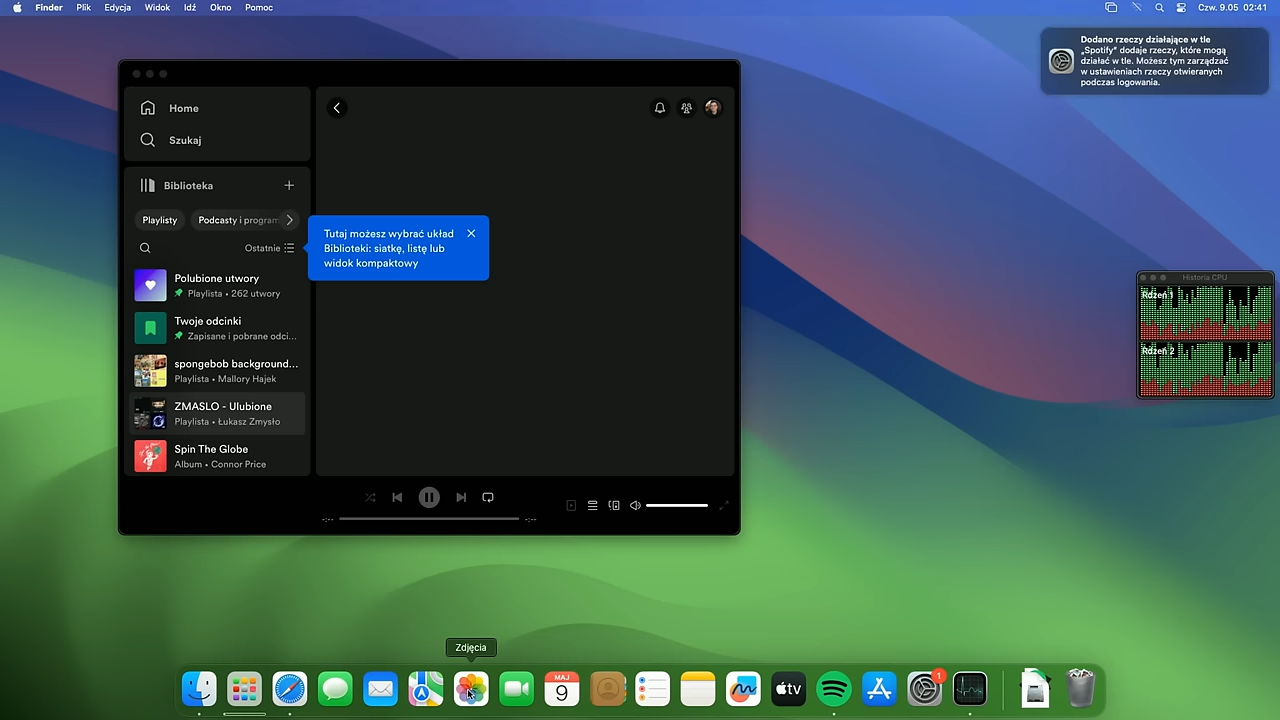 Finder Plik Edycja Widok Idź Okno Pomoc
Czw. 9.05 02:41
Dodano rzeczy działające w tle
„Spotify” dodaje rzeczy, które mogą
działać w tle. Możesz tym zarządzać
w ustawieniach rzeczy otwieranych
podczas logowania.
Home
Szukaj
Biblioteka
Playlisty
Podcasty i program
Ostatnie
Tutaj możesz wybrać układ
Biblioteki: siatkę, listę lub
widok kompaktowy
Polubione utwory
Playlista • 262 utwory
Twoje odcinki
Zapisane i pobrane odci...
spongebob background...
Playlista • Mallory Hajek
ZMASLO - Ulubione
Playlista • Łukasz Zmysło
Spin The Globe
Album • Connor Price
-:--
-:--
Historia CPU
Rdzeń 1
Rdzeń 2
Zdjęcia
MAJ
9
tv
1